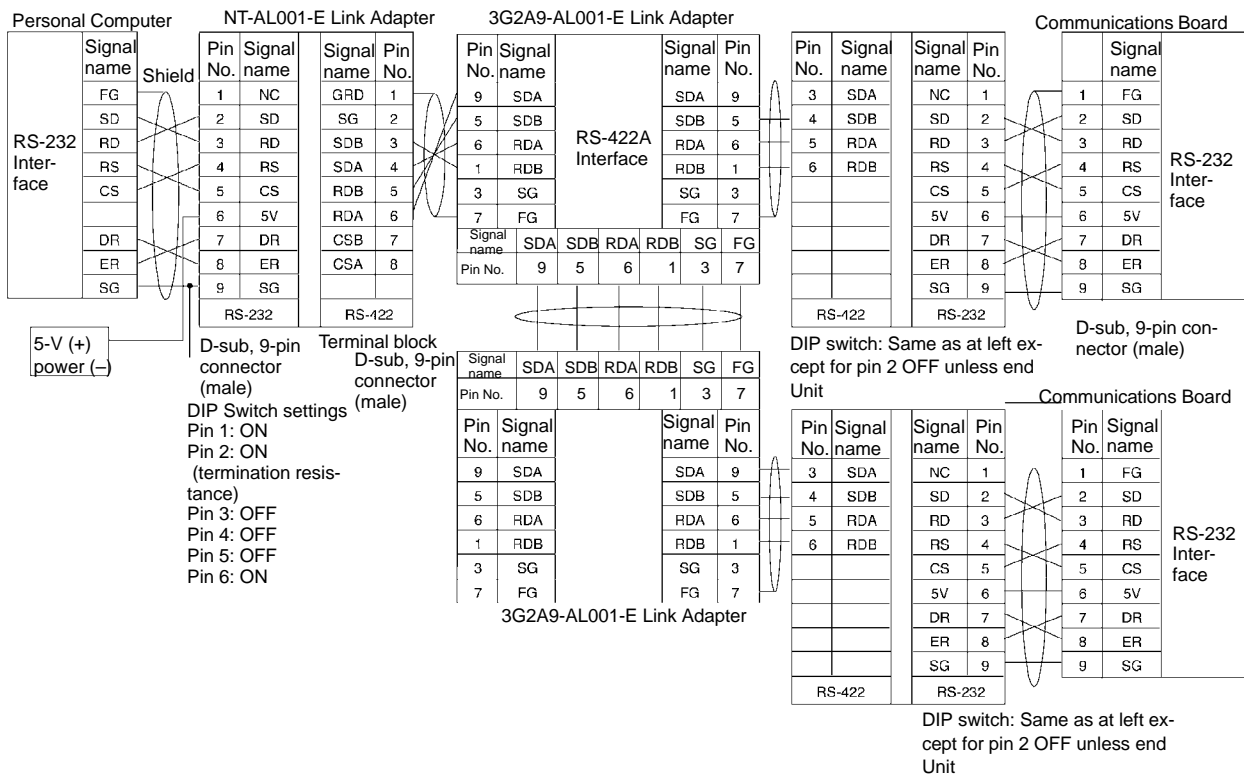 Personal Computer
NT-AL001-E Link Adapter
3G2A9-AL001-E Link Adapter
Communications Board
Signal name
Shield
Pin No. Signal name Signal name Pin No.
Pin No. Signal name Signal name Pin No.
Pin No. Signal name Signal name Pin No.
Signal name
RS-232 Inter-
face
FG
SD
RD
RS
CS
DR
ER
SG
1 NC GRD 1
2 SD SG 2
3 RD SDB 3
4 RS SDA 4
5 CS RDB 5
6 5V RDA 6
7 DR CSB 7
8 ER CSA 8
9 SG
RS-232 RS-422
9 SDA SDA 9
5 SDB SDB 5
6 RDA RDA 6
1 RDB RDB 1
3 SG SG 3
7 FG FG 7
RS-422A
Interface
Signal name SDA SDB RDA RDB SG FG
Pin No. 9 5 6 1 3 7
3 SDA NC 1
4 SDB SD 2
5 RDA RD 3
6 RDB RS 4
CS 5
5V 6
DR 7
ER 8
SG 9
RS-422 RS-232
1 FG
2 SD
3 RD
4 RS
5 CS
6 5V
7 DR
8 ER
9 SG
RS-232
Inter-
face
5-V (+)
power (–)
D-sub, 9-pin
connector
(male)
DIP Switch settings
Pin 1: ON
Pin 2: ON
(termination resis-
tance)
Pin 3: OFF
Pin 4: OFF
Pin 5: OFF
Pin 6: ON
Terminal block
D-sub, 9-pin
connector
(male)
DIP switch: Same as at left ex-
cept for pin 2 OFF unless end
Unit
D-sub, 9-pin con-
nector (male)
Signal name SDA SDB RDA RDB SG FG
Pin No. 9 5 6 1 3 7
Pin No. Signal name Signal name Pin No.
9 SDA SDA 9
5 SDB SDB 5
6 RDA RDA 6
1 RDB RDB 1
3 SG SG 3
7 FG FG 7
3G2A9-AL001-E Link Adapter
Communications Board
Pin No. Signal name Signal name Pin No.
3 SDA NC 1
4 SDB SD 2
5 RDA RD 3
6 RDB RS 4
CS 5
5V 6
DR 7
ER 8
SG 9
RS-422 RS-232
Pin No. Signal name
1 FG
2 SD
3 RD
4 RS
5 CS
6 5V
7 DR
8 ER
9 SG
RS-232
Inter-
face
DIP switch: Same as at left ex-
cept for pin 2 OFF unless end
Unit